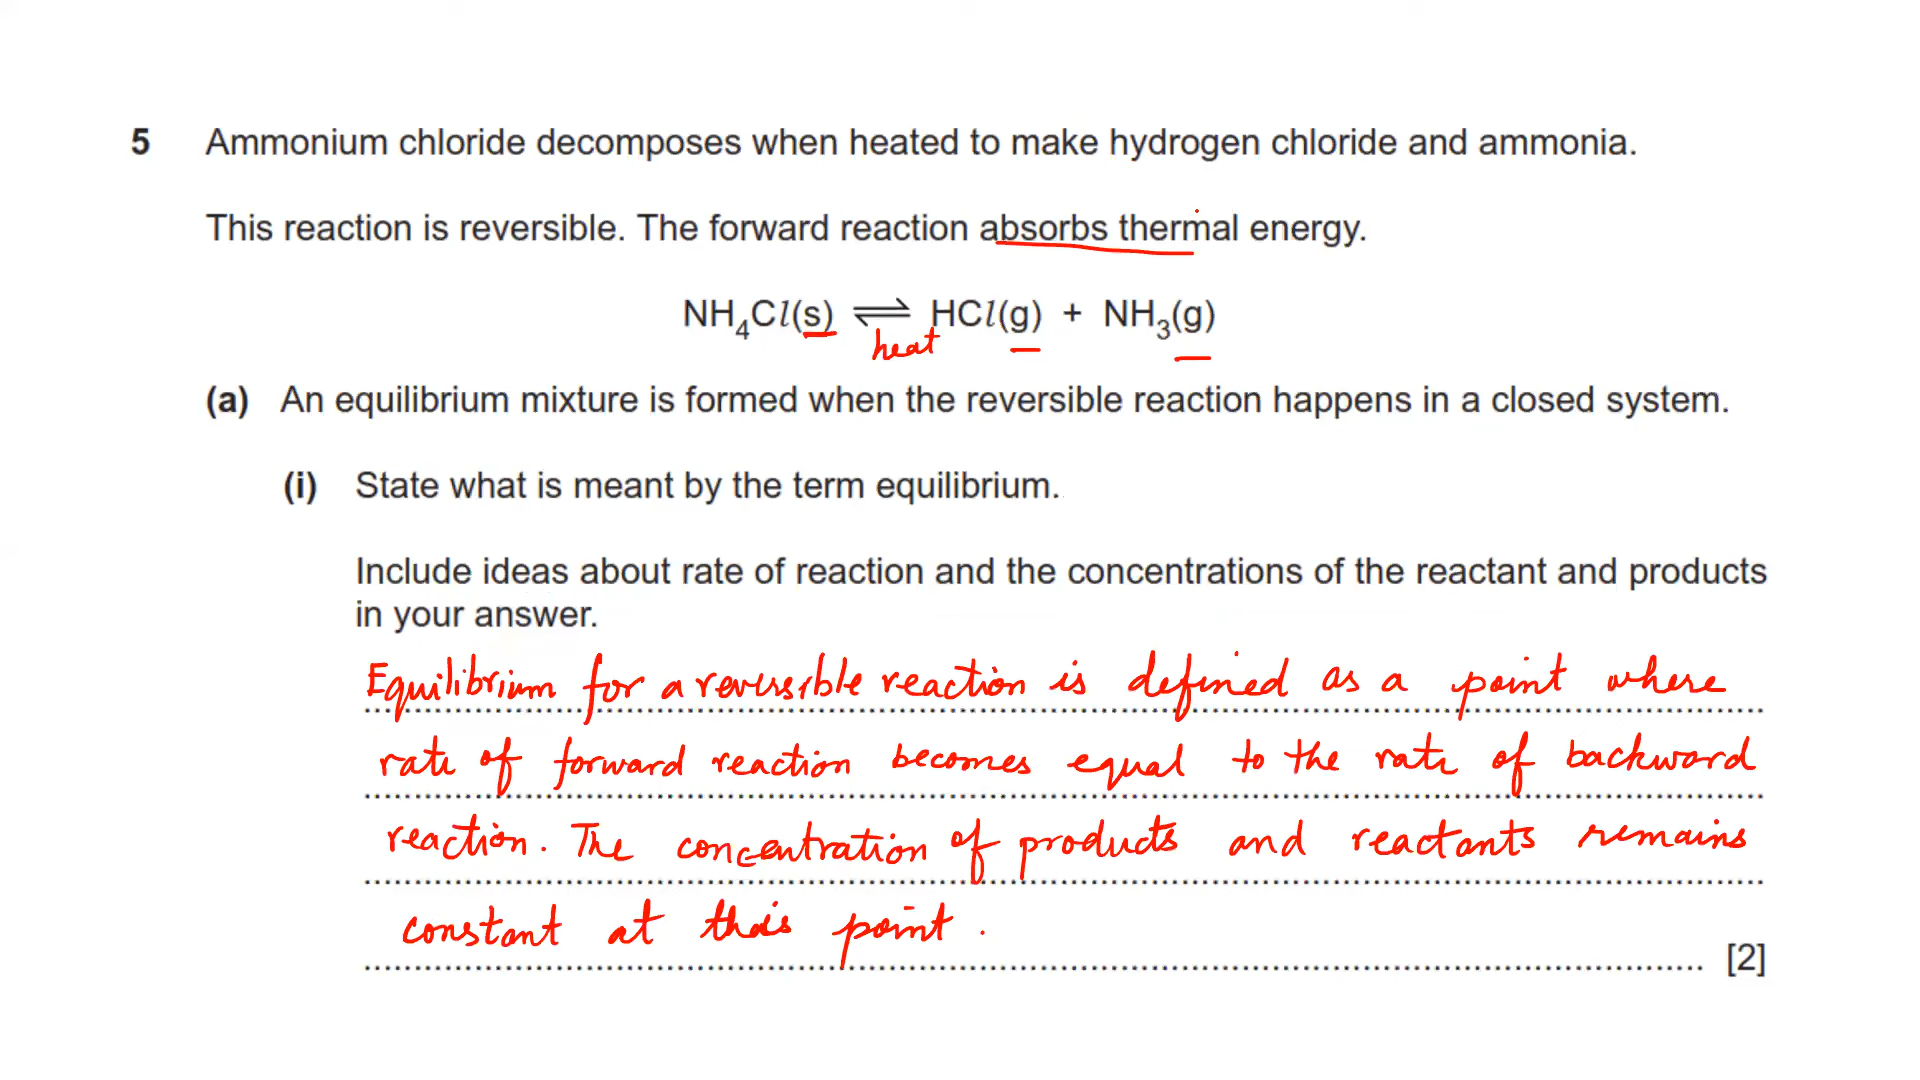 5 Ammonium chloride decomposes when heated to make hydrogen chloride and ammonia.
This reaction is reversible. The forward reaction absorbs thermal energy.
NH₄Cl(s) ⇌ HCl(g) + NH₃(g)
heat
(a) An equilibrium mixture is formed when the reversible reaction happens in a closed system.
(i) State what is meant by the term equilibrium.
Include ideas about rate of reaction and the concentrations of the reactant and products
in your answer.
Equilibrium for a reversible reaction is defined as a point where
rate of forward reaction becomes equal to the rate of backward
reaction. The concentration of products and reactants remains
constant at this point.
[2]